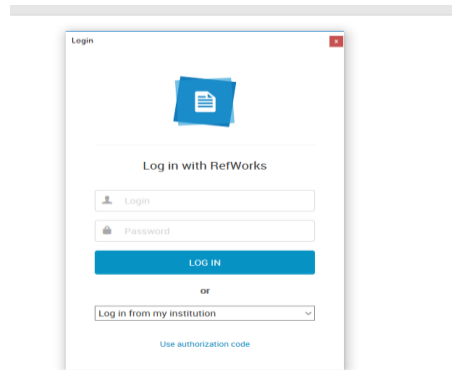 Login
x
Log in with RefWorks
Login
Password
LOG IN
or
Log in from my institution
Use authorization code